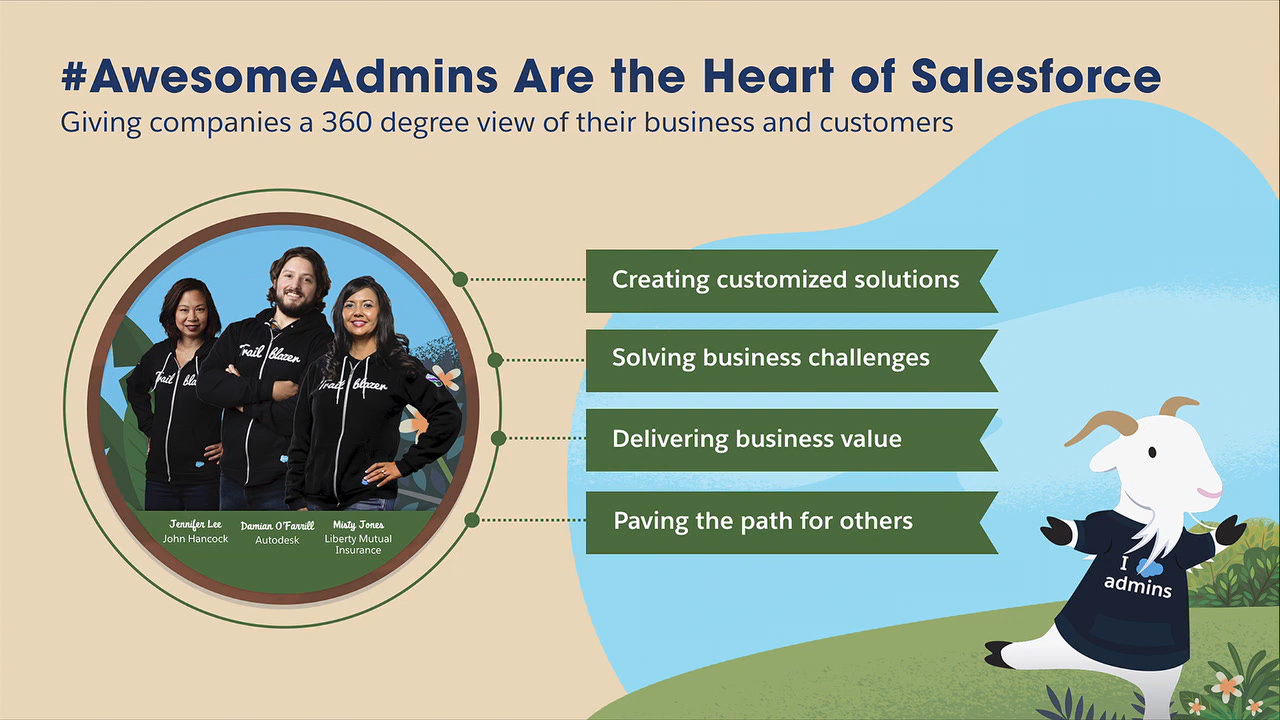 #AwesomeAdmins Are the Heart of Salesforce
Giving companies a 360 degree view of their business and customers
Creating customized solutions
Solving business challenges
Delivering business value
Paving the path for others
Trail bla
Trail blazer
Trail blazer
Jennifer Lee
John Hancock
Damian O'Farrill
Autodesk
Misty Jones
Liberty Mutual
Insurance
I
admins